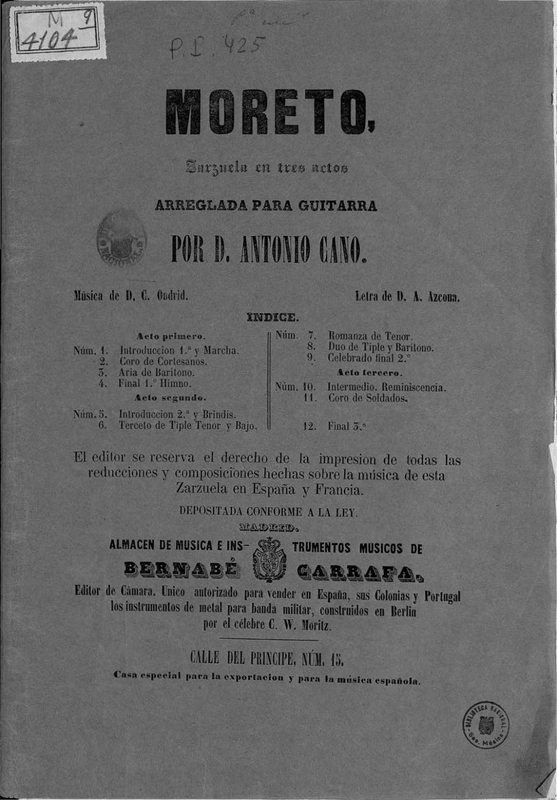 M 9
4104
P.I. 425
MORETO,
Zarzuela en tres actos
ARREGLADA PARA GUITARRA
POR D. ANTONIO CANO.
Música de D. C. Oudrid.
Letra de D. A. Azcona.
INDICE.
Acto primero.
Núm. 1. Introduccion 1.ª y Marcha.
2. Coro de Cortesanos.
3. Aria de Baritono.
4. Final 1.º Himno.
Acto segundo.
Núm. 5. Introduccion 2.ª y Brindis.
6. Terceto de Tiple Tenor y Bajo.
Núm. 7. Romanza de Tenor.
8. Duo de Tiple y Baritono.
9. Celebrado final 2.º
Acto tercero.
Núm. 10. Intermedio. Reminiscencia.
11. Coro de Soldados.
12. Final 3.º
El editor se reserva el derecho de la impresion de todas las
reducciones y composiciones hechas sobre la música de esta
Zarzuela en España y Francia.
DEPOSITADA CONFORME A LA LEY.
MADRID.
ALMACEN DE MUSICA E INS- TRUMENTOS MUSICOS DE
BERNABÉ CARRAFA,
Editor de Cámara. Unico autorizado para vender en España, sus Colonias y Portugal
los instrumentos de metal para banda militar, construidos en Berlin
por el célebre C. W. Moritz.
CALLE DEL PRINCIPE, NÚM. 15.
Casa especial para la exportacion y para la música española.
BIBLIOTECA NACIONAL
Sec. Música